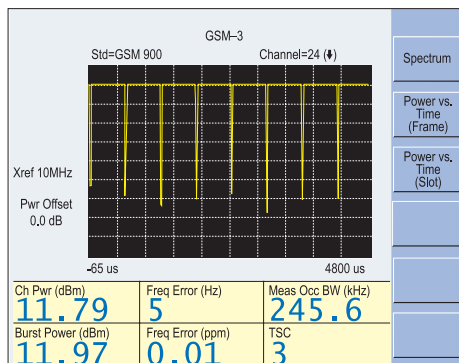 GSM–3
Std=GSM 900 Channel=24 (⬇)
Spectrum
Power vs.
Time
(Frame)
Power vs.
Time
(Slot)
Xref 10MHz
Pwr Offset
0.0 dB
-65 us 4800 us
Ch Pwr (dBm) Freq Error (Hz) Meas Occ BW (kHz)
11.79 5 245.6
Burst Power (dBm) Freq Error (ppm) TSC
11.97 0.01 3